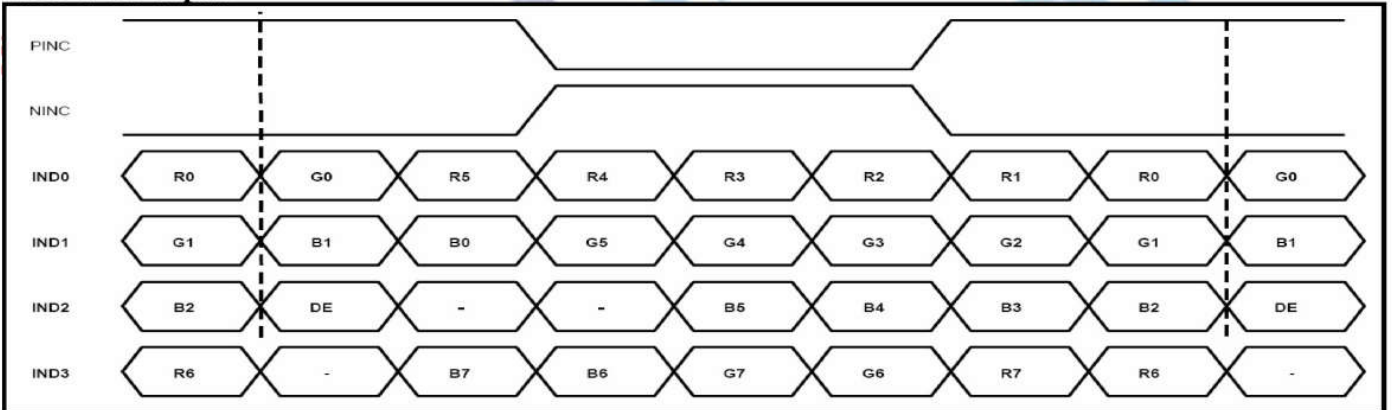 PINC
NINC
IND0 R0 G0 R5 R4 R3 R2 R1 R0 G0
IND1 G1 B1 B0 G5 G4 G3 G2 G1 B1
IND2 B2 DE - - B5 B4 B3 B2 DE
IND3 R6 - B7 B6 G7 G6 R7 R6 -